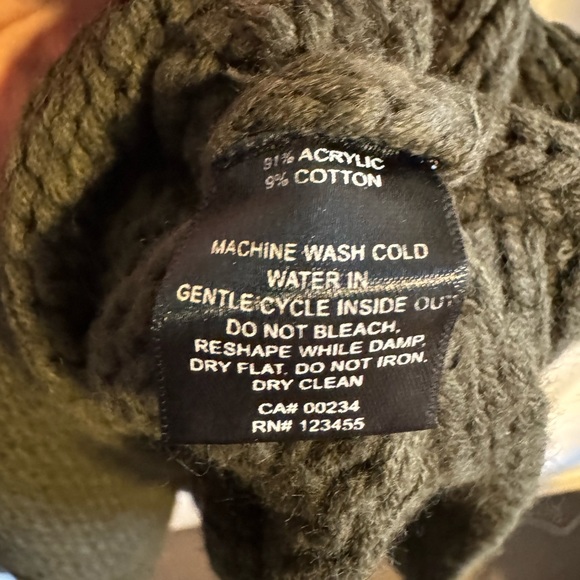 91% ACRYLIC
9% COTTON
MACHINE WASH COLD
WATER IN
GENTLE CYCLE INSIDE OUT
DO NOT BLEACH.
RESHAPE WHILE DAMP,
DRY FLAT. DO NOT IRON.
DRY CLEAN
CA# 00234
RN# 123455